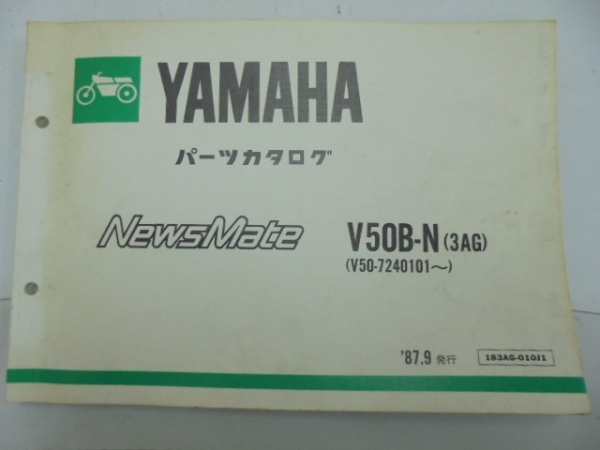 YAMAHA
パーツカタログ
NewsMate V50B-N (3AG)
(V50-7240101〜)
'87.9 発行 183AG-010J1